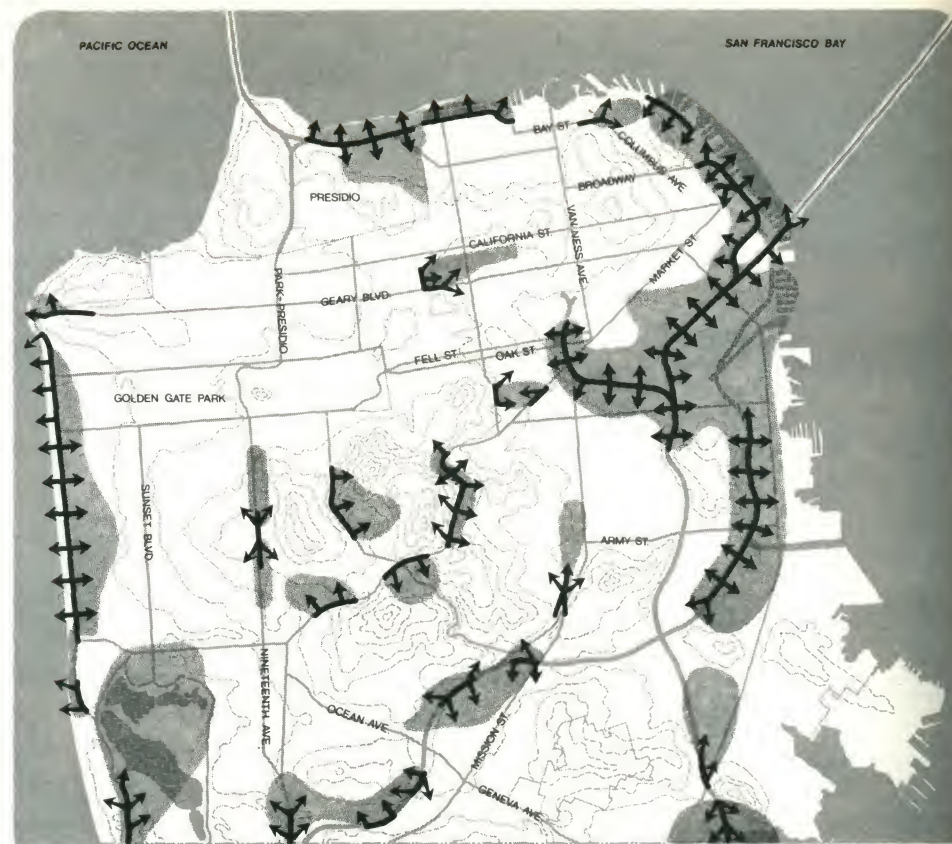 PACIFIC OCEAN
SAN FRANCISCO BAY
BAY ST.
COLUMBUS AVE.
BROADWAY
PRESIDIO
VAN NESS AVE.
CALIFORNIA ST.
MARKET ST.
PARK-PRESIDIO
GEARY BLVD.
FELL ST.
OAK ST.
GOLDEN GATE PARK
SUNSET BLVD.
ARMY ST.
NINETEENTH AVE.
OCEAN AVE.
MISSION ST.
GENEVA AVE.